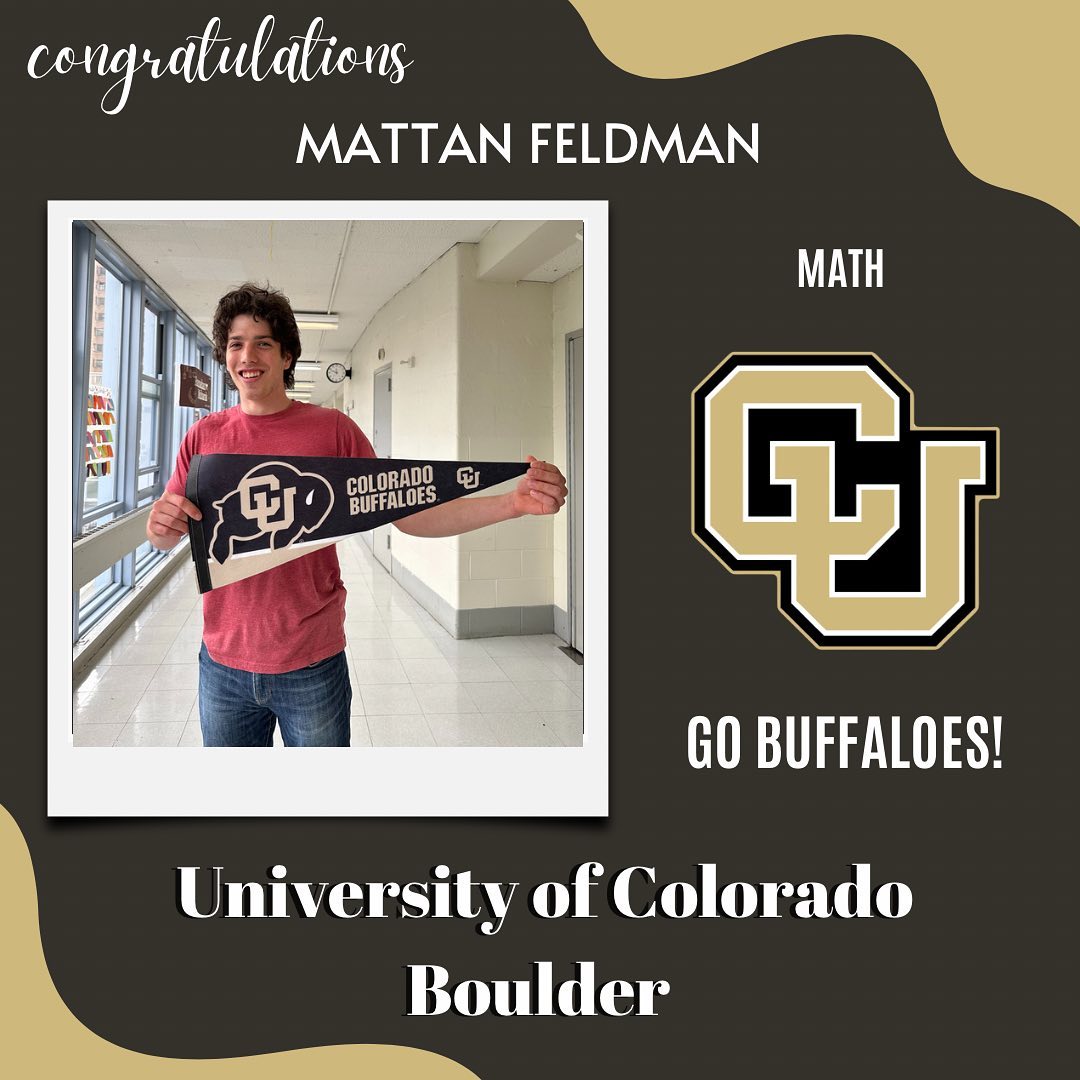 congratulations
MATTAN FELDMAN
MATH
CU
COLORADO
BUFFALOES
CU
CU
GO BUFFALOES!
University of Colorado
Boulder